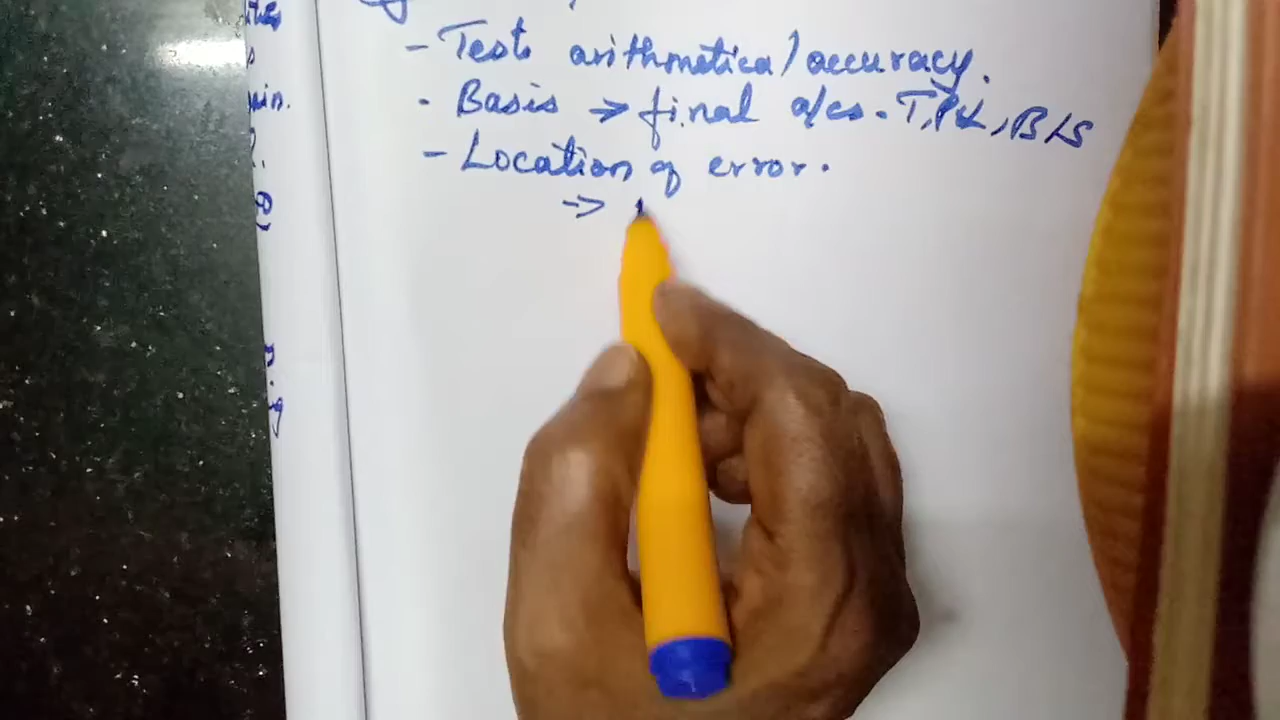 - Tests arithmetical accuracy.
- Basis → final a/cs. T, P&L, B/S
- Location of error.
→